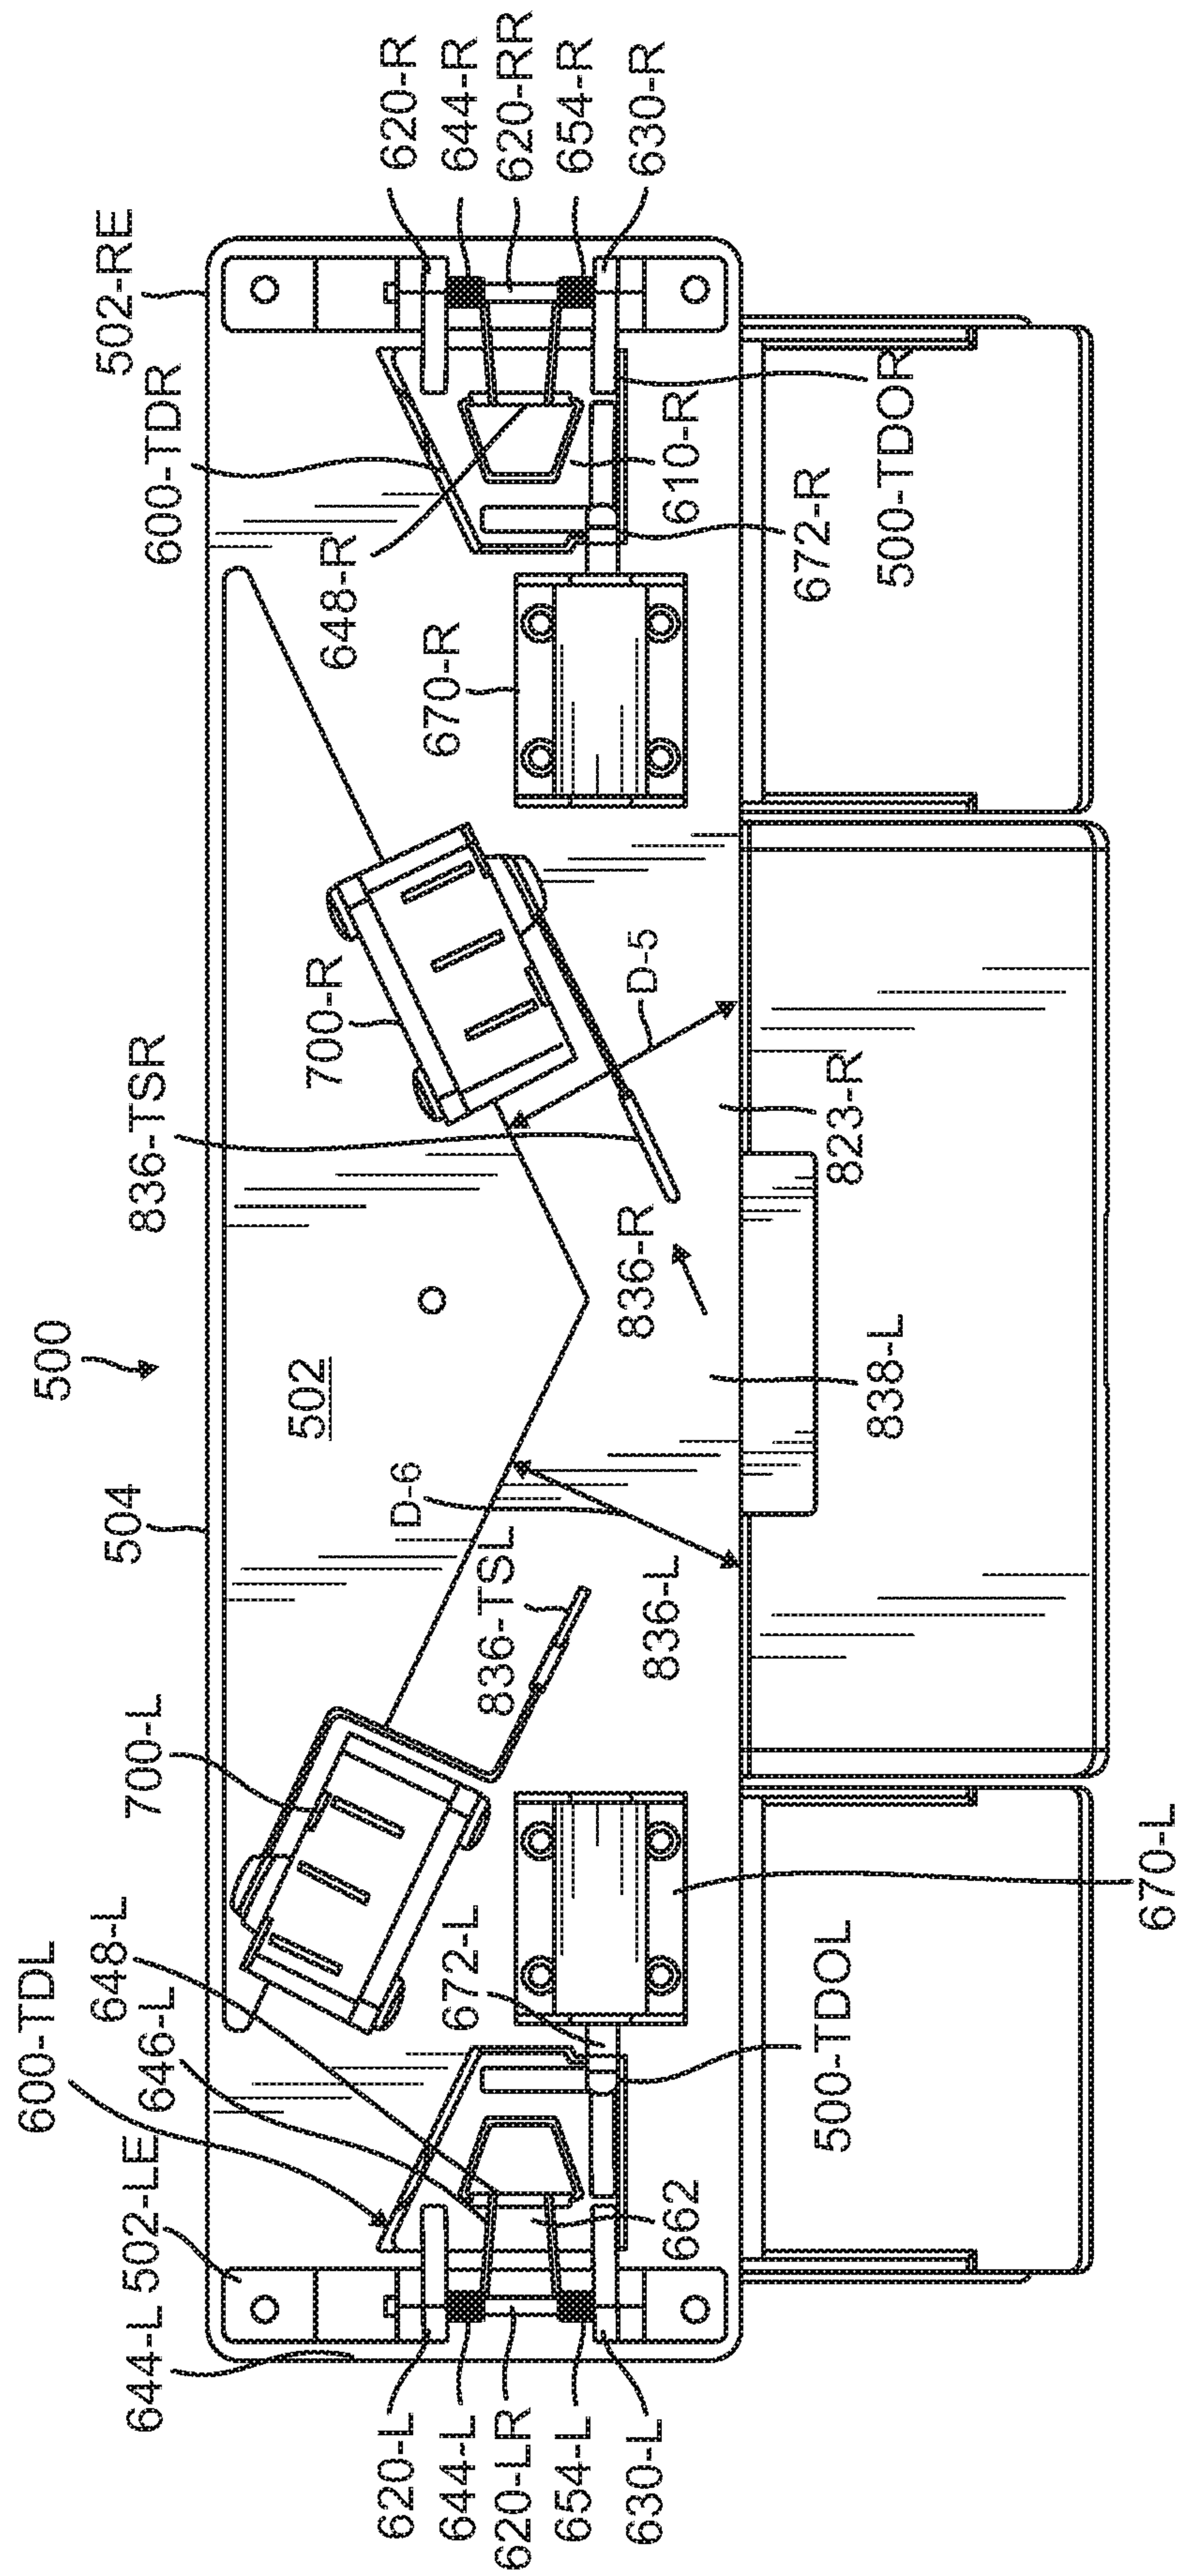 500
504
502
502-RE
600-TDR
620-R
644-R
620-RR
654-R
630-R
648-R
610-R
672-R
500-TDOR
670-R
700-R
836-TSR
D-5
823-R
836-R
838-L
D-6
836-TSL
836-L
700-L
670-L
672-L
500-TDOL
648-L
646-L
600-TDL
662
502-LE
644-L
620-L
644-L
620-LR
654-L
630-L